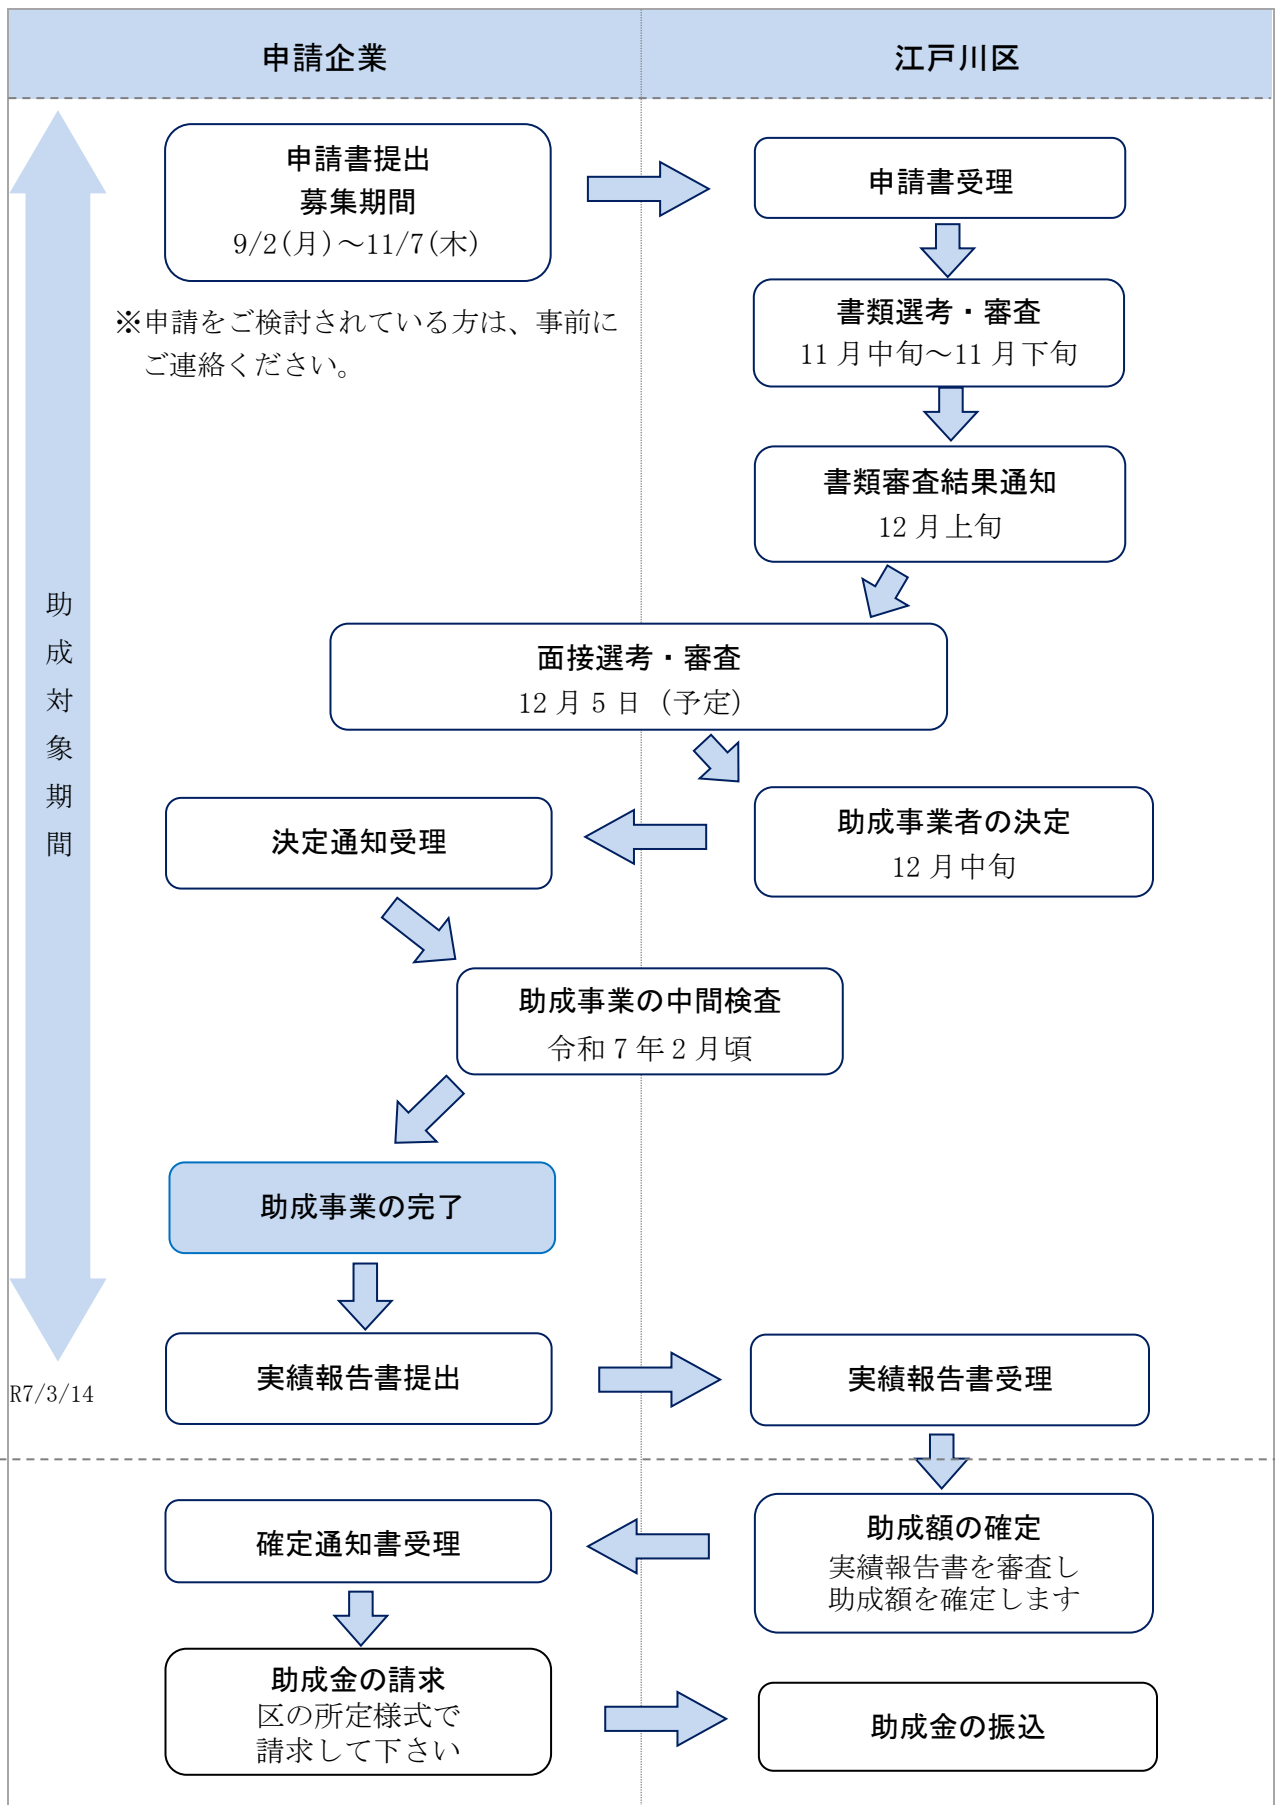 申請企業
江戸川区
申請書提出
募集期間
9/2(月)～11/7(木)
申請書受理
※申請をご検討されている方は、事前に
ご連絡ください。
書類選考・審査
11月中旬～11月下旬
書類審査結果通知
12月上旬
助成対象期間
面接選考・審査
12月5日（予定）
助成事業者の決定
12月中旬
決定通知受理
助成事業の中間検査
令和7年2月頃
助成事業の完了
実績報告書提出
実績報告書受理
R7/3/14
助成額の確定
実績報告書を審査し
助成額を確定します
確定通知書受理
助成金の請求
区の所定様式で
請求して下さい
助成金の振込